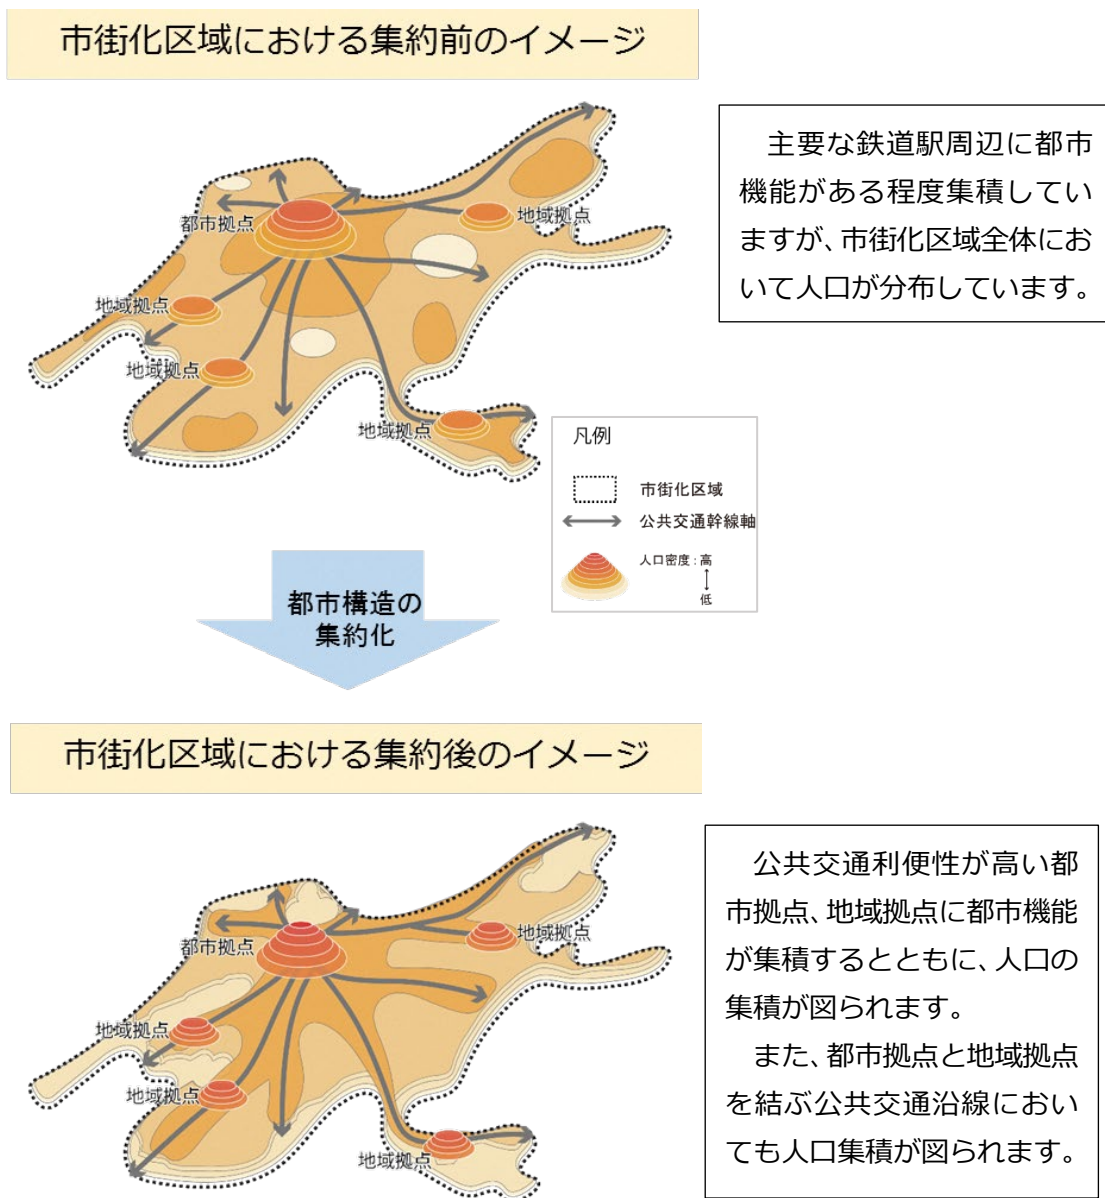 市街化区域における集約前のイメージ
主要な鉄道駅周辺に都市
機能がある程度集積してい
ますが、市街化区域全体にお
いて人口が分布しています。
都市拠点
地域拠点
地域拠点
地域拠点
地域拠点
凡例
市街化区域
公共交通幹線軸
人口密度：高
低
都市構造の
集約化
市街化区域における集約後のイメージ
公共交通利便性が高い都
市拠点、地域拠点に都市機能
が集積するとともに、人口の
集積が図られます。
また、都市拠点と地域拠点
を結ぶ公共交通沿線におい
ても人口集積が図られます。
都市拠点
地域拠点
地域拠点
地域拠点
地域拠点